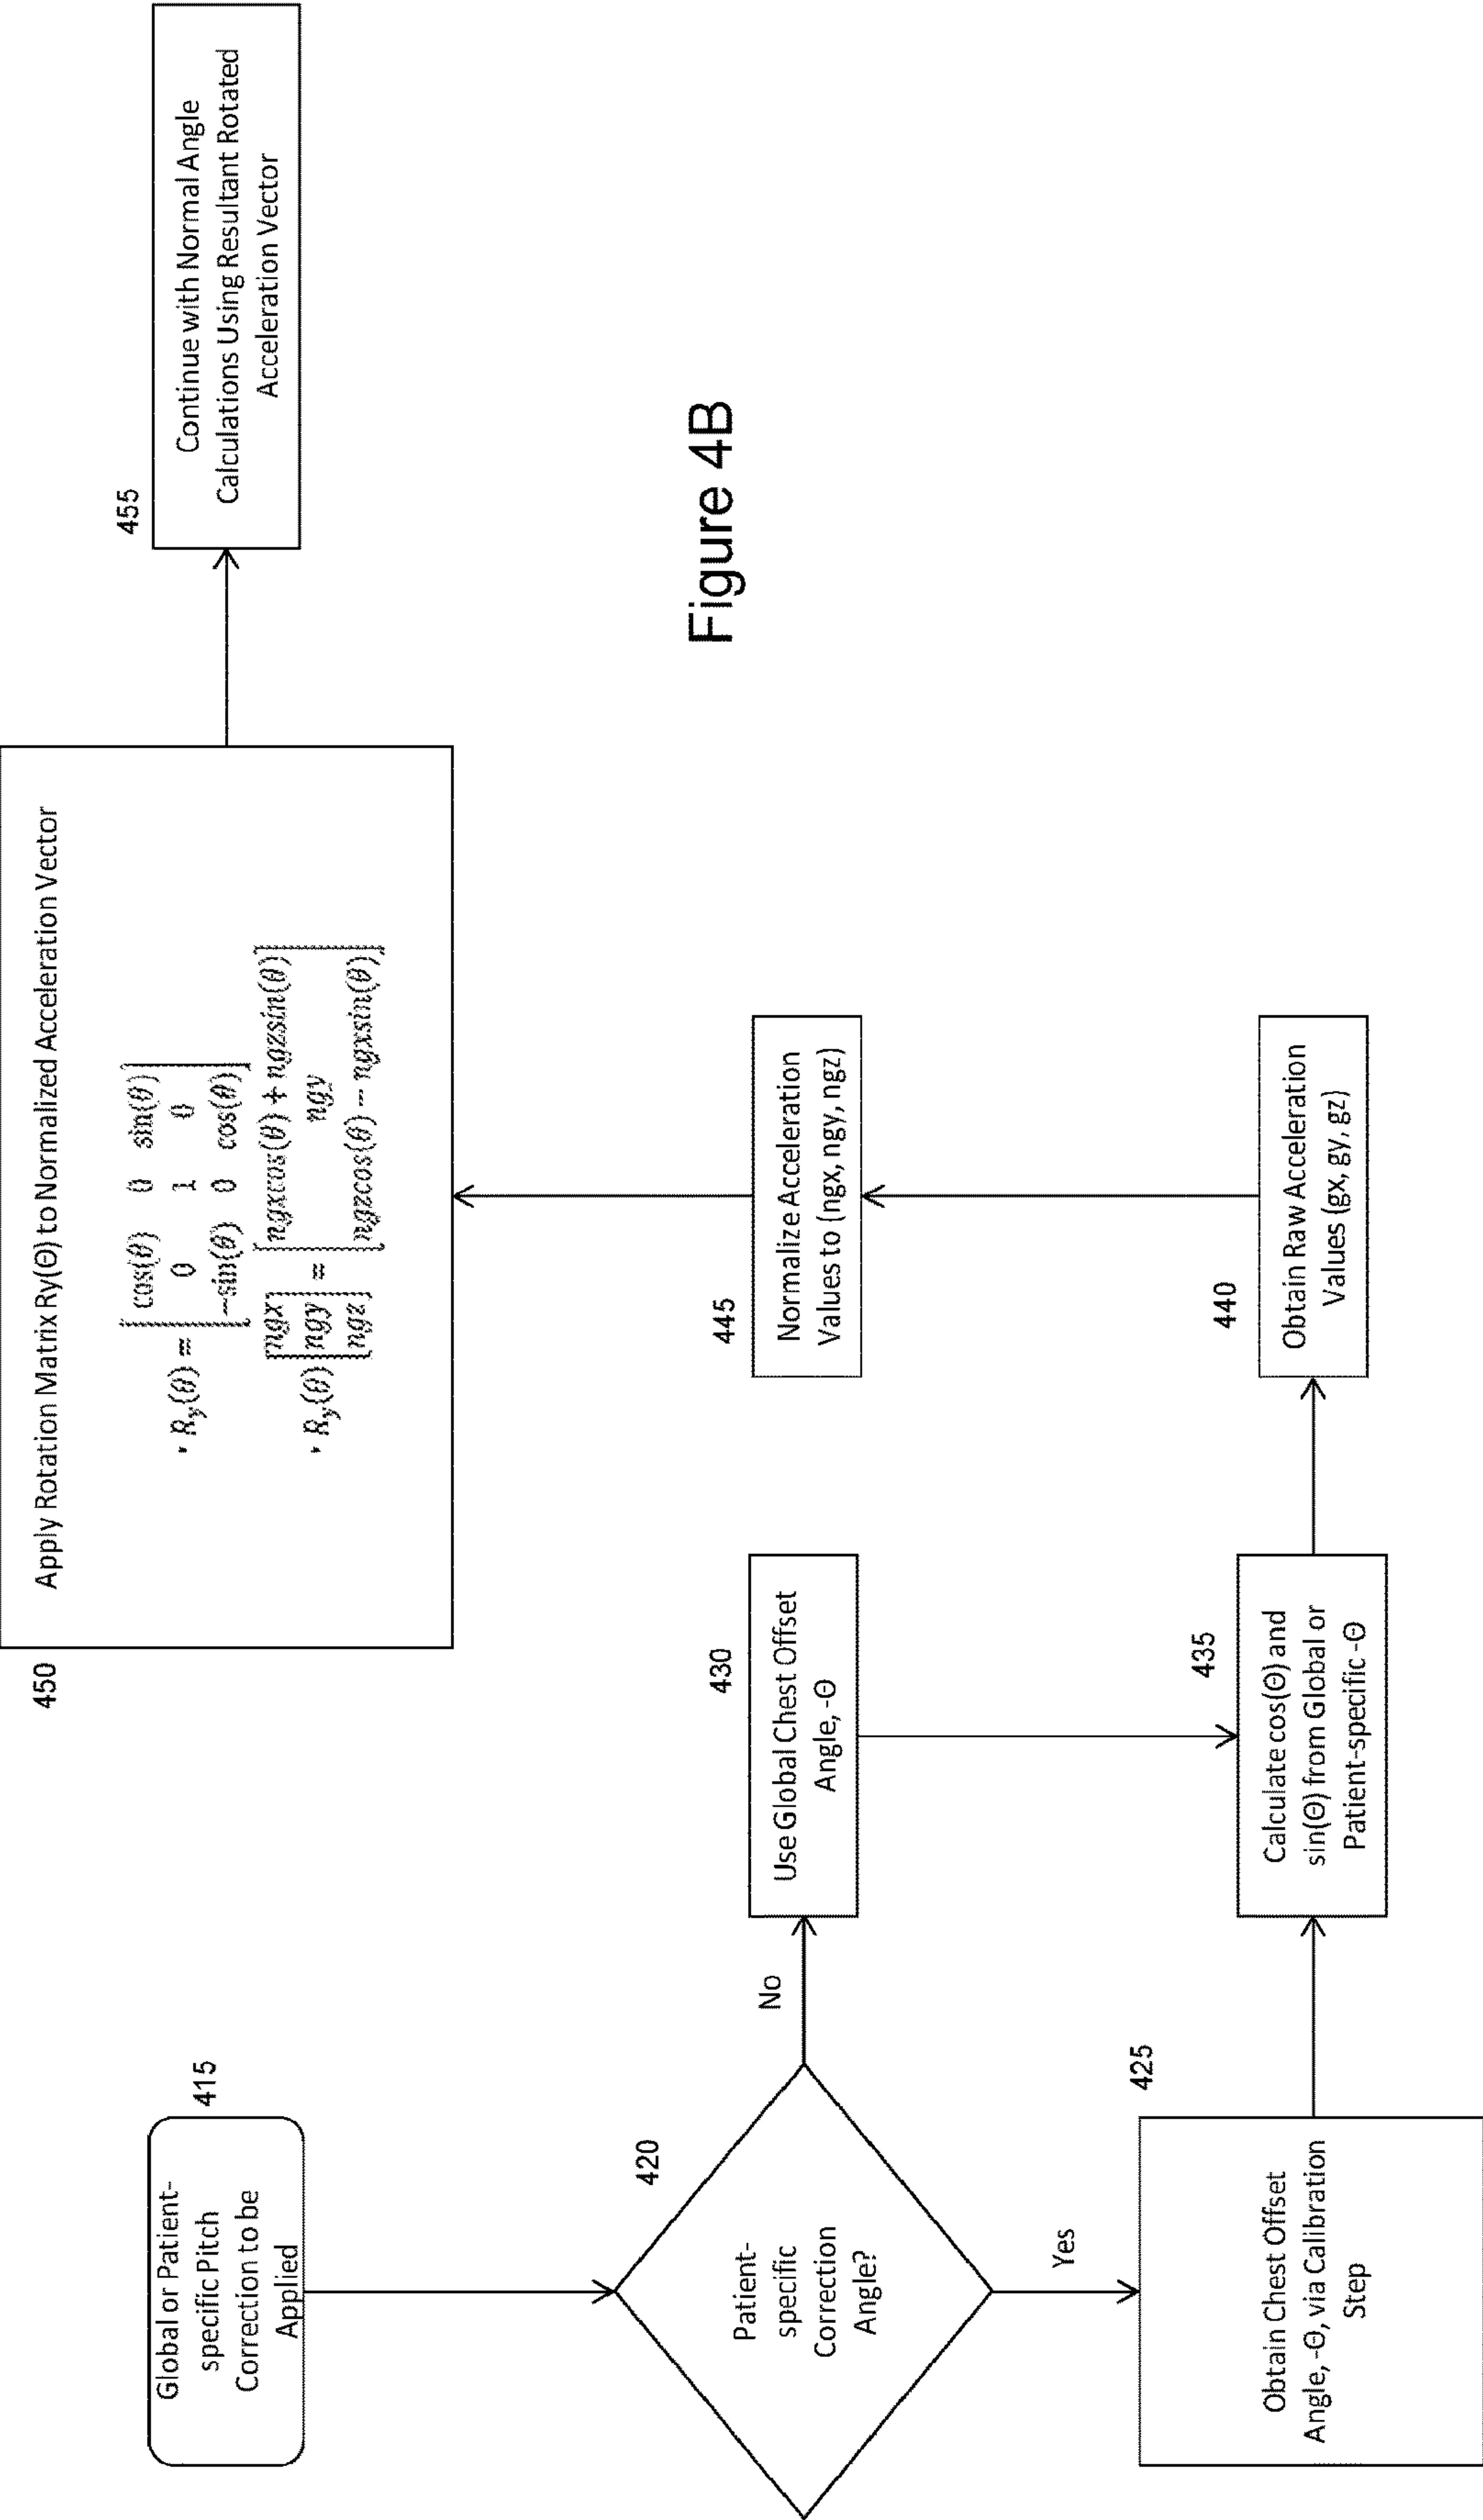 Global or Patient-
specific Pitch
Correction to be
Applied
415
420
Patient-
specific
Correction
Angle?
No
Yes
425
Obtain Chest Offset
Angle, -Θ, via Calibration
Step
430
Use Global Chest Offset
Angle, -Θ
435
Calculate cos(Θ) and
sin(Θ) from Global or
Patient-specific -Θ
440
Obtain Raw Acceleration
Values (gx, gy, gz)
445
Normalize Acceleration
Values to (ngx, ngy, ngz)
450
Apply Rotation Matrix Ry(Θ) to Normalized Acceleration Vector
• R_y(θ) = [cos(θ) 0 sin(θ)
0 1 0
−sin(θ) 0 cos(θ)]
• R_y(θ) [ngx ngy ngz] = [ngxcos(θ) + ngzsin(θ)
ngy
ngzcos(θ) − ngxsin(θ)]
455
Continue with Normal Angle
Calculations Using Resultant Rotated
Acceleration Vector
Figure 4B